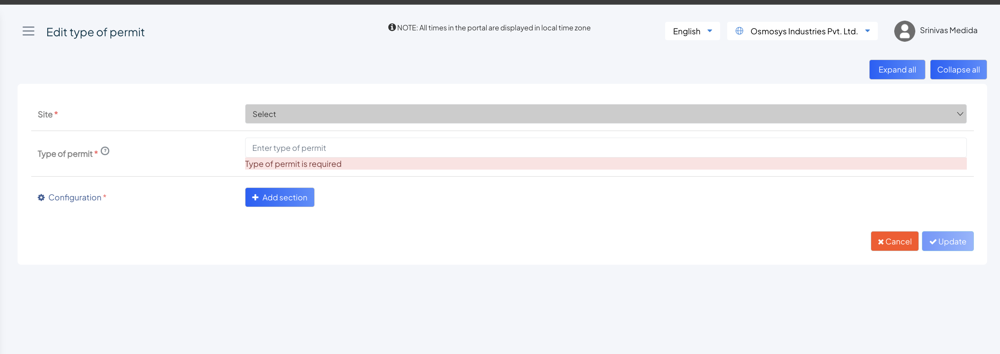 Edit type of permit
NOTE: All times in the portal are displayed in local time zone
English
Osmosys Industries Pvt. Ltd.
Srinivas Medida
Expand all
Collapse all
Site *
Select
Type of permit *
Enter type of permit
Type of permit is required
Configuration *
Add section
Cancel
Update